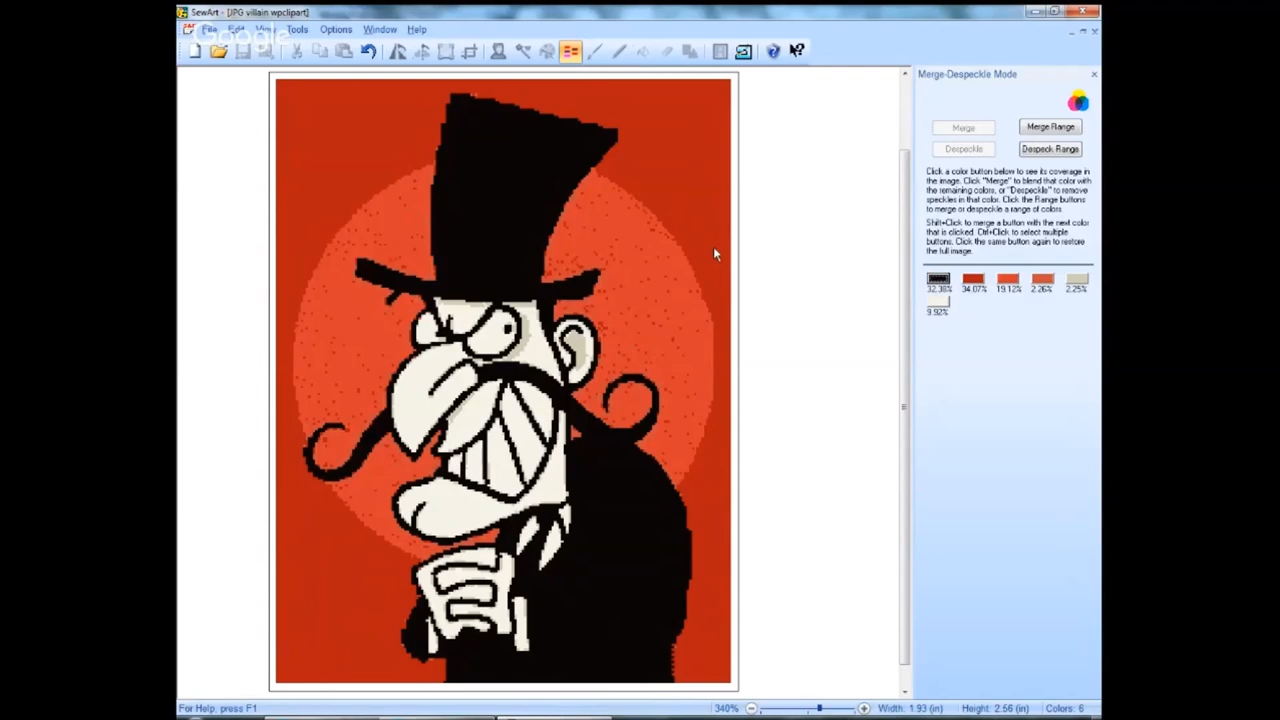 SewArt - [JPG villain wpclipart]
File Edit View Tools Options Window Help
Google
Merge-Despeckle Mode
Merge Merge Range
Despeckle Despeck Range
Click a color button below to see its coverage in
the image. Click "Merge" to blend that color with
the remaining colors, or "Despeckle" to remove
speckles in that color. Click the Range buttons
to merge or despeckle a range of colors.
Shift+Click to merge a button with the next color
that is clicked. Ctrl+Click to select multiple
buttons. Click the same button again to restore
the full image.
32.38% 34.07% 19.12% 2.26% 2.25%
9.92%
For Help, press F1 340% Width: 1.93 (in) Height: 2.56 (in) Colors: 6